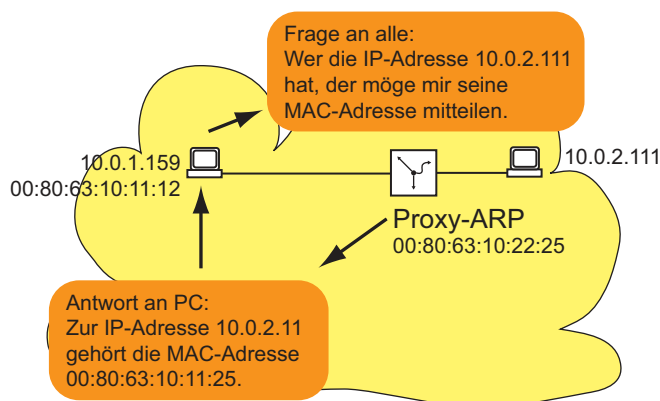 Frage an alle:
Wer die IP-Adresse 10.0.2.111
hat, der möge mir seine
MAC-Adresse mitteilen.
10.0.1.159
00:80:63:10:11:12
10.0.2.111
Proxy-ARP
00:80:63:10:22:25
Antwort an PC:
Zur IP-Adresse 10.0.2.11
gehört die MAC-Adresse
00:80:63:10:11:25.